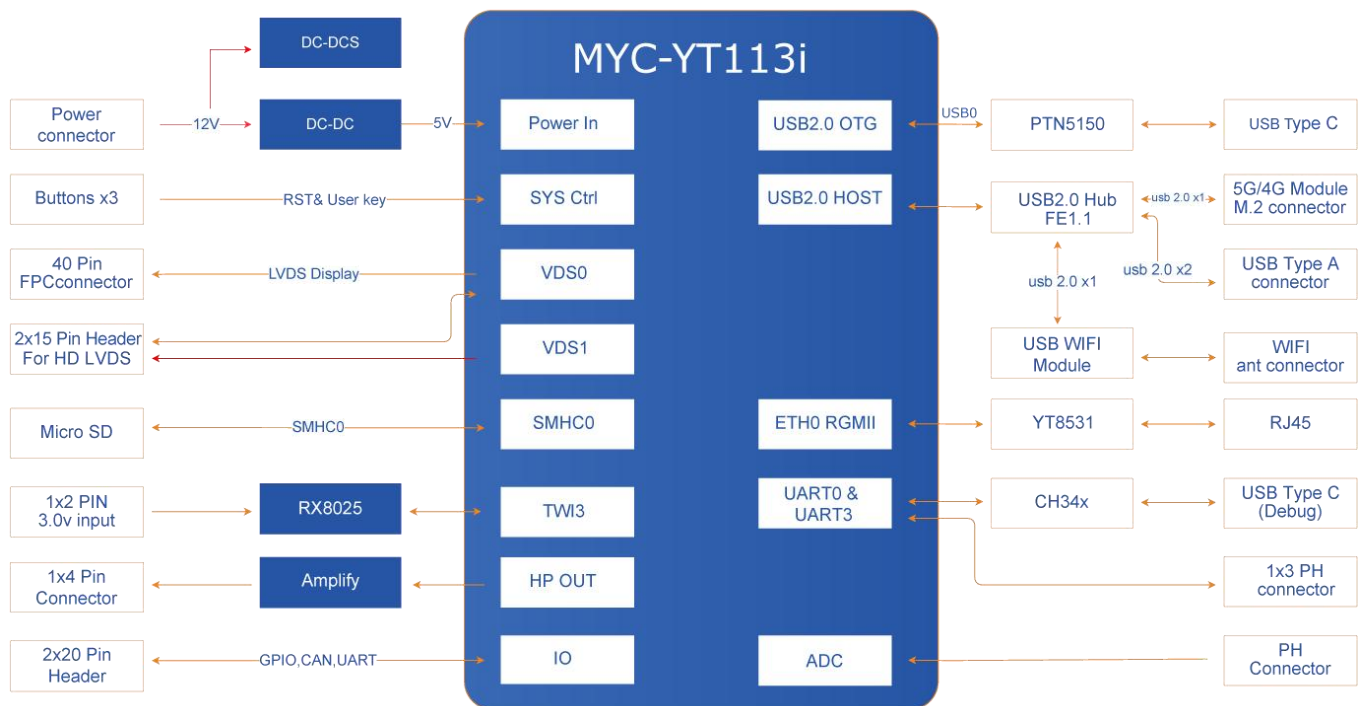 MYC-YT113i
DC-DCS
Power
connector
12V
DC-DC
5V
Power In
USB2.0 OTG
USB0
PTN5150
USB Type C
Buttons x3
RST& User key
SYS Ctrl
USB2.0 HOST
USB2.0 Hub
FE1.1
usb 2.0 x1
5G/4G Module
M.2 connector
40 Pin
FPCconnector
LVDS Display
VDS0
usb 2.0 x1
usb 2.0 x2
USB Type A
connector
2x15 Pin Header
For HD LVDS
VDS1
USB WIFI
Module
WIFI
ant connector
Micro SD
SMHC0
SMHC0
ETH0 RGMII
YT8531
RJ45
1x2 PIN
3.0v input
RX8025
TWI3
UART0 &
UART3
CH34x
USB Type C
(Debug)
1x4 Pin
Connector
Amplify
HP OUT
1x3 PH
connector
2x20 Pin
Header
GPIO,CAN,UART
IO
ADC
PH
Connector